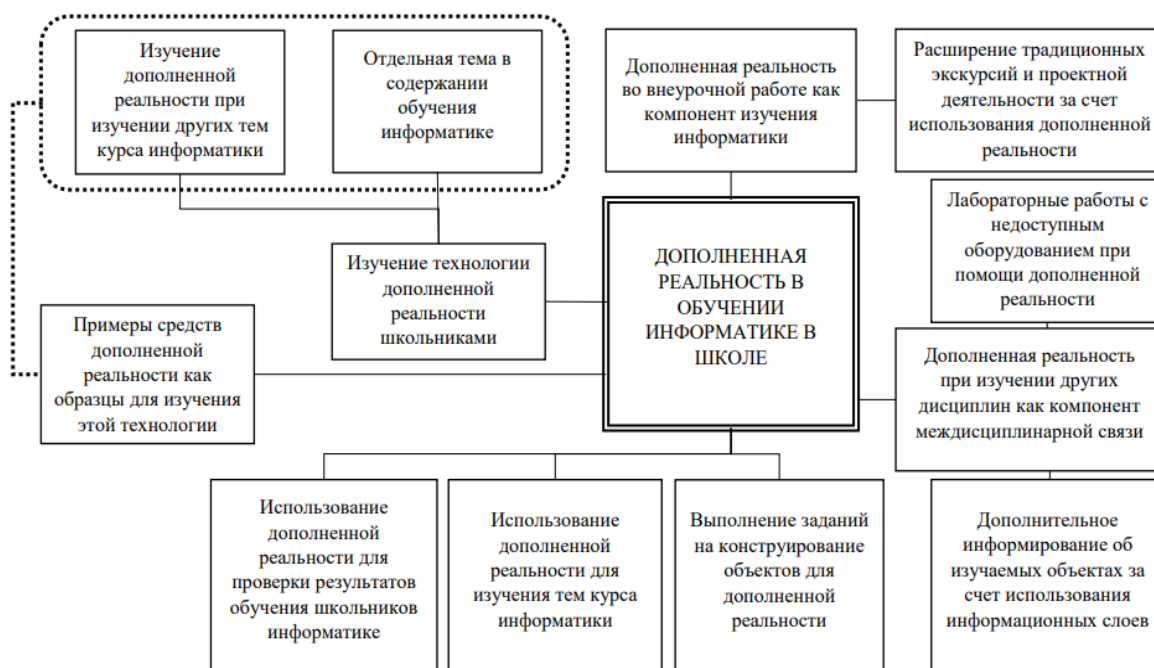 Изучение
дополненной
реальности при
изучении других тем
курса информатики
Отдельная тема в
содержании
обучения
информатике
Дополненная реальность
во внеурочной работе как
компонент изучения
информатики
Расширение традиционных
экскурсий и проектной
деятельности за счет
использования дополненной
реальности
Лабораторные работы с
недоступным
оборудованием при
помощи дополненной
реальности
Изучение технологии
дополненной
реальности
школьниками
ДОПОЛНЕННАЯ
РЕАЛЬНОСТЬ В
ОБУЧЕНИИ
ИНФОРМАТИКЕ В
ШКОЛЕ
Примеры средств
дополненной
реальности как
образцы для изучения
этой технологии
Дополненная реальность
при изучении других
дисциплин как компонент
междисциплинарной связи
Использование
дополненной
реальности для
проверки результатов
обучения школьников
информатике
Использование
дополненной
реальности для
изучения тем курса
информатики
Выполнение заданий
на конструирование
объектов для
дополненной
реальности
Дополнительное
информирование об
изучаемых объектах за
счет использования
информационных слоев